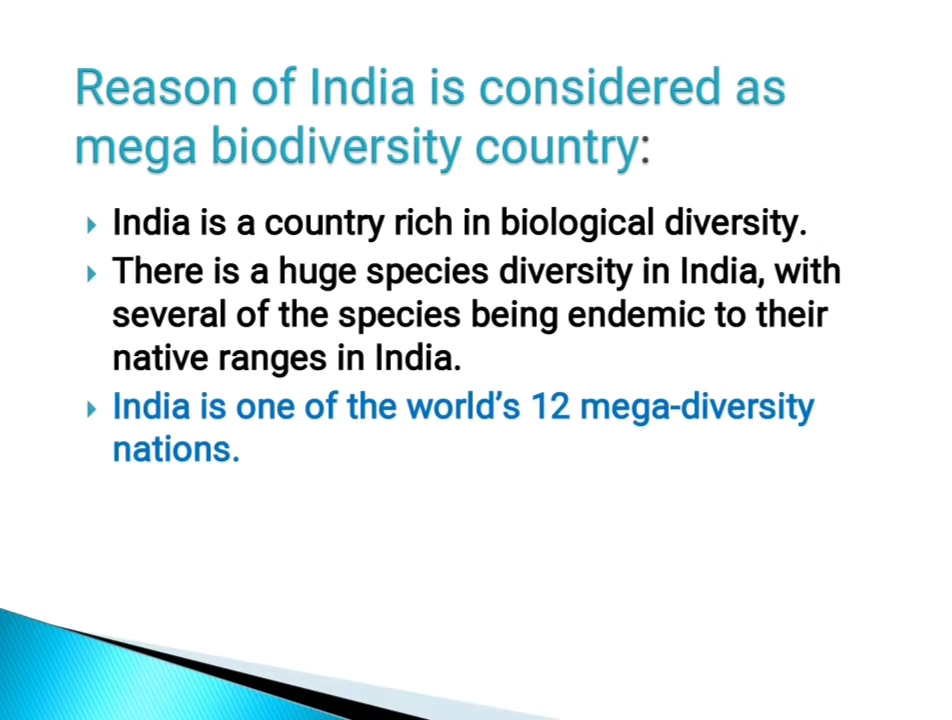 Reason of India is considered as
mega biodiversity country:
India is a country rich in biological diversity.
There is a huge species diversity in India, with
several of the species being endemic to their
native ranges in India.
India is one of the world’s 12 mega-diversity
nations.